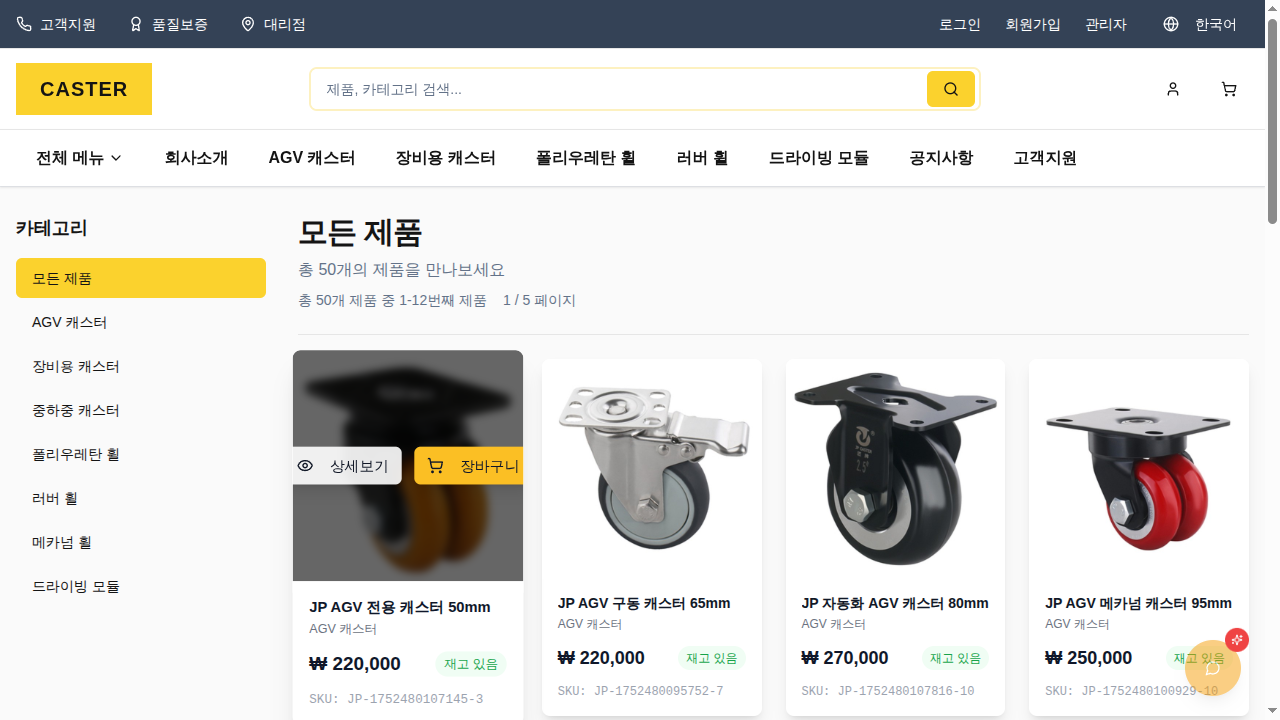 고객지원 품질보증 대리점 로그인 회원가입 관리자 한국어
CASTER 제품, 카테고리 검색...
전체 메뉴 회사소개 AGV 캐스터 장비용 캐스터 폴리우레탄 휠 러버 휠 드라이빙 모듈 공지사항 고객지원
카테고리
모든 제품
AGV 캐스터
장비용 캐스터
중하중 캐스터
폴리우레탄 휠
러버 휠
메카넘 휠
드라이빙 모듈
모든 제품
총 50개의 제품을 만나보세요
총 50개 제품 중 1-12번째 제품 1 / 5 페이지
상세보기 장바구니
JP AGV 전용 캐스터 50mm
AGV 캐스터
₩ 220,000 재고 있음
SKU: JP-1752480107145-3
JP AGV 구동 캐스터 65mm
AGV 캐스터
₩ 220,000 재고 있음
SKU: JP-1752480095752-7
JP 자동화 AGV 캐스터 80mm
AGV 캐스터
₩ 270,000 재고 있음
SKU: JP-1752480107816-10
JP AGV 메카넘 캐스터 95mm
AGV 캐스터
₩ 250,000 재고 있음
SKU: JP-1752480100929-10